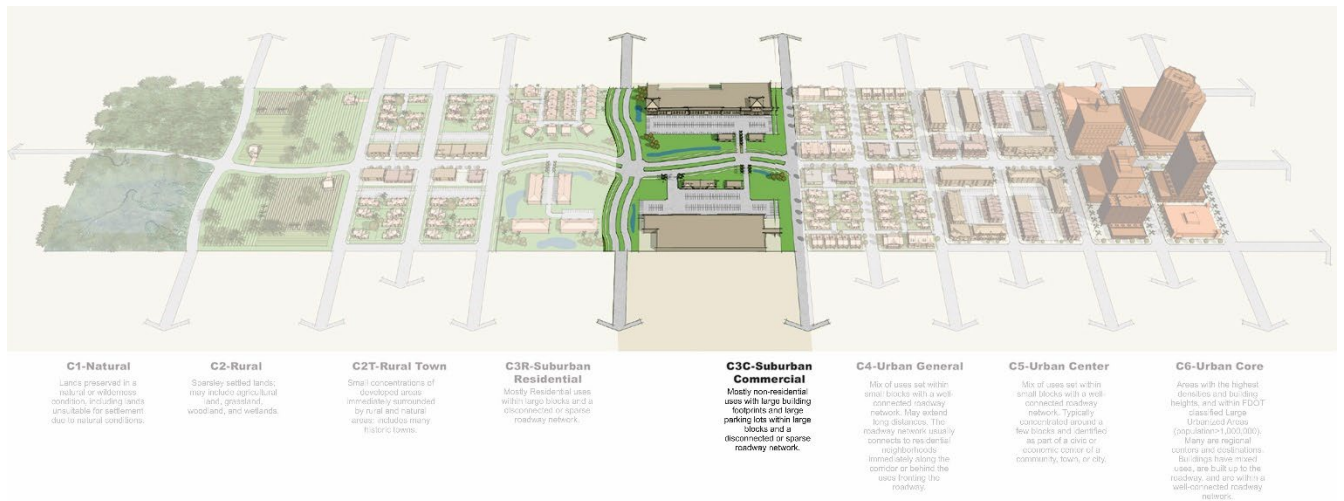 C1-Natural
Lands preserved in a
natural or wilderness
condition, including lands
unsuitable for settlement
due to natural conditions.
C2-Rural
Sparsley settled lands;
may include agricultural
land, grassland,
woodland, and wetlands.
C2T-Rural Town
Small concentrations of
developed areas
immediately surrounded
by rural and natural
areas; includes many
historic towns.
C3R-Suburban
Residential
Mostly Residential uses
within large blocks and a
disconnected or sparse
roadway network.
C3C-Suburban
Commercial
Mostly non-residential
uses with large building
footprints and large
parking lots within large
blocks and a
disconnected or sparse
roadway network.
C4-Urban General
Mix of uses set within
small blocks with a well-
connected roadway
network. May extend
long distances. The
roadway network usually
connects to residential
neighborhoods
immediately along the
corridor or behind the
uses fronting the
roadway.
C5-Urban Center
Mix of uses set within
small blocks with a well-
connected roadway
network. Typically
concentrated around a
few blocks and identified
as part of a civic or
economic center of a
community, town, or city.
C6-Urban Core
Areas with the highest
densities and building
heights, and within FDOT
classified Large
Urbanized Areas
(population>1,000,000).
Many are regional
centers and destinations.
Buildings have mixed
uses, are built up to the
roadway, and are within a
well-connected roadway
network.